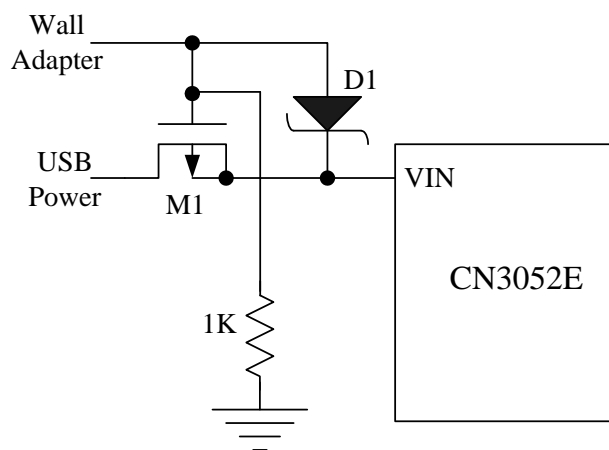 Wall
Adapter
D1
USB
Power
M1
VIN
CN3052E
1K